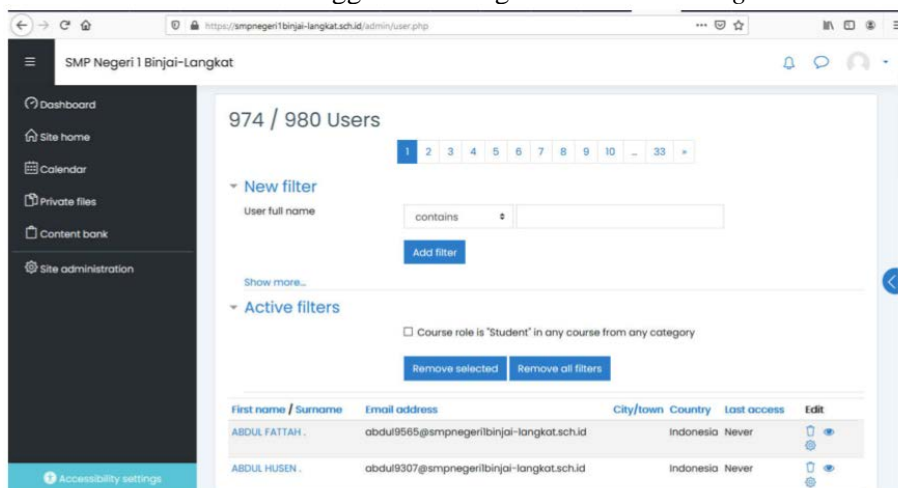 https://smpnegeri1binjai-langkat.sch.id/admin/user.php
SMP Negeri 1 Binjai-Langkat
Dashboard
Site home
Calendar
Private files
Content bank
Site administration
Accessibility settings
974 / 980 Users
1 2 3 4 5 6 7 8 9 10 … 33 »
New filter
User full name contains
Add filter
Show more...
Active filters
Course role is "Student" in any course from any category
Remove selected Remove all filters
First name / Surname Email address City/town Country Last access Edit
ABDUL FATTAH . abdul9565@smpnegeri1binjai-langkat.sch.id Indonesia Never
ABDUL HUSEN . abdul9307@smpnegeri1binjai-langkat.sch.id Indonesia Never